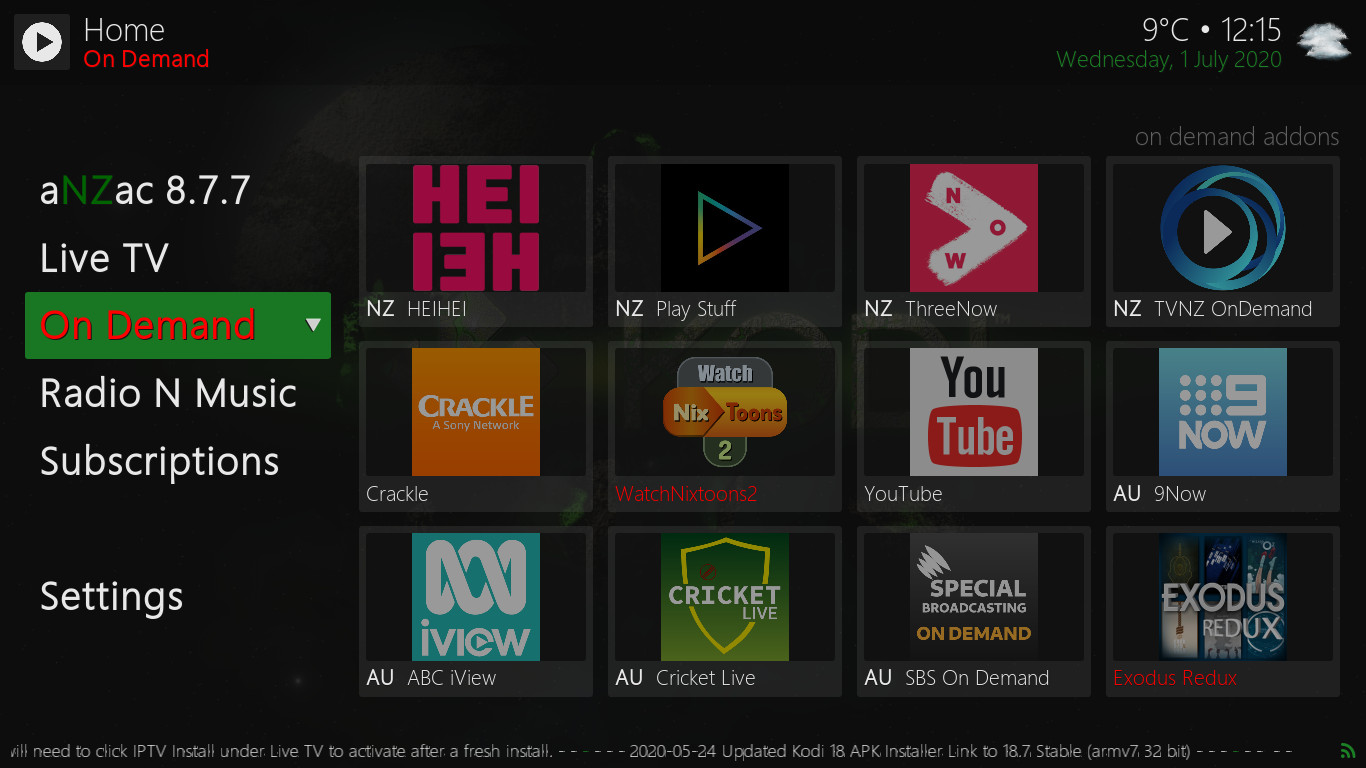 Home
On Demand
9°C • 12:15
Wednesday, 1 July 2020
on demand addons
aNZac 8.7.7
Live TV
On Demand
Radio N Music
Subscriptions
Settings
HEI
HEI
NZ HEIHEI
NZ Play Stuff
N
O
W
NZ ThreeNow
NZ TVNZ OnDemand
CRACKLE
A Sony Network
Crackle
Watch
Nix Toons
2
WatchNixtoons2
You
Tube
YouTube
9
NOW
AU 9Now
iview
AU ABC iView
CRICKET
LIVE
AU Cricket Live
SPECIAL
BROADCASTING
ON DEMAND
AU SBS On Demand
EXODUS
REDUX
Exodus Redux
will need to click IPTV Install under Live TV to activate after a fresh install. - - - - - - 2020-05-24 Updated Kodi 18 APK Installer Link to 18.7 Stable (armv7 32 bit) - - - - - - --